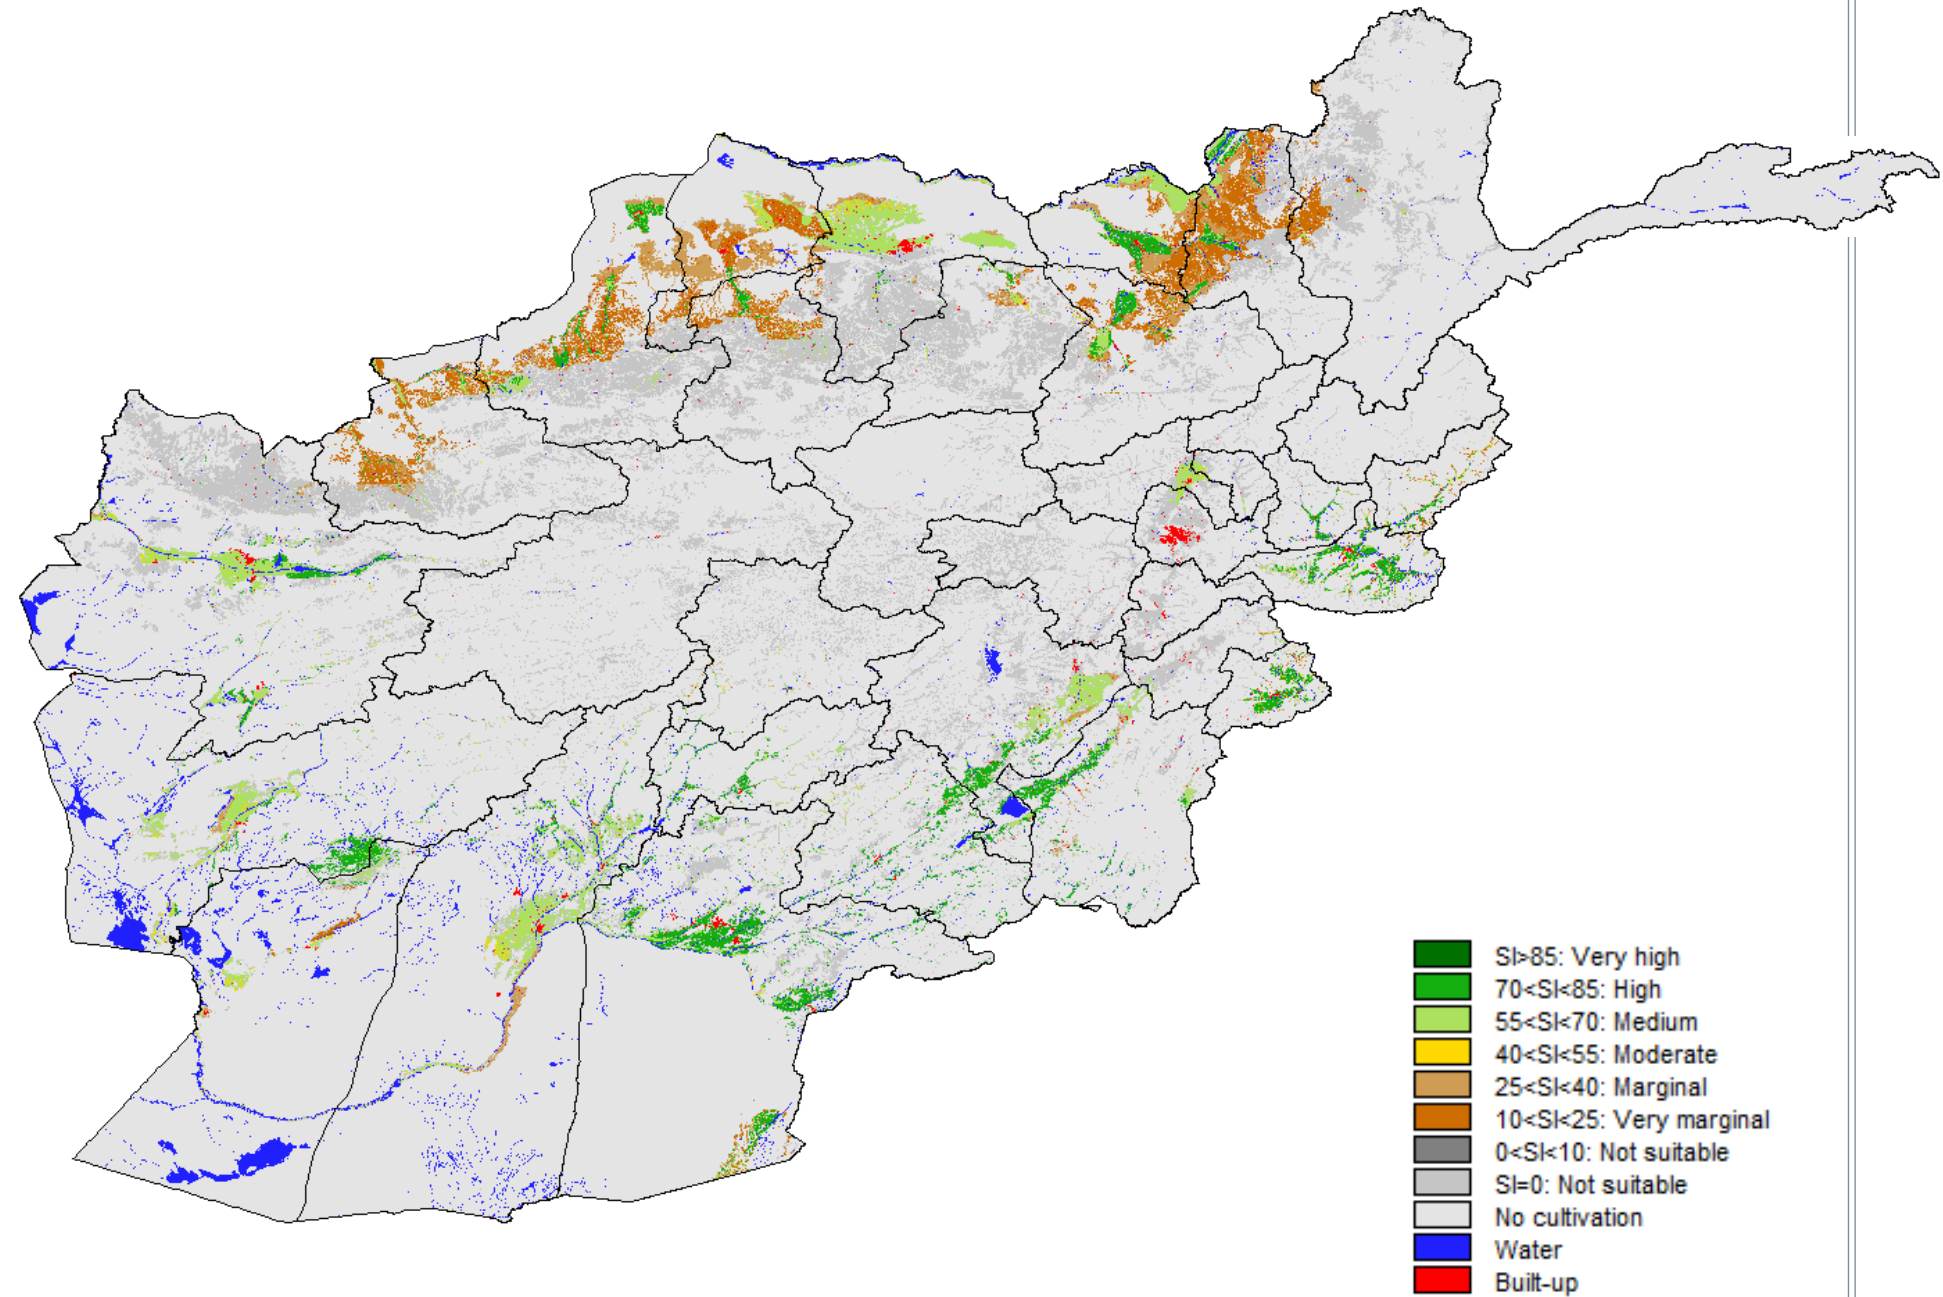 SI>85: Very high
70<SI<85: High
55<SI<70: Medium
40<SI<55: Moderate
25<SI<40: Marginal
10<SI<25: Very marginal
0<SI<10: Not suitable
SI=0: Not suitable
No cultivation
Water
Built-up